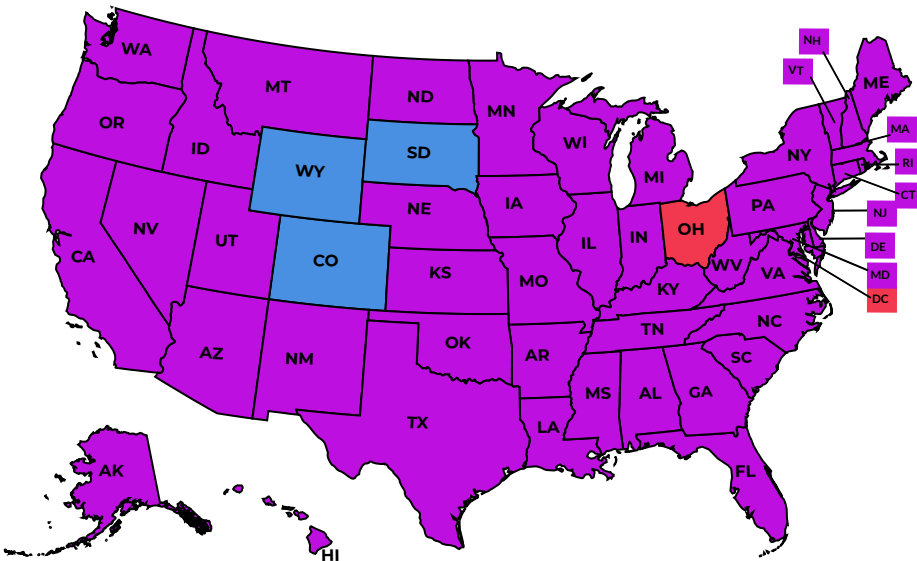 WA
MT
ND
MN
OR
ID
WY
SD
WI
MI
NH
VT
ME
MA
NY
RI
CT
NV
UT
CA
NE
IA
IL
IN
OH
PA
NJ
DE
MD
DC
CO
KS
MO
WV
VA
KY
NC
TN
SC
AZ
NM
OK
AR
MS
AL
GA
TX
LA
FL
AK
HI